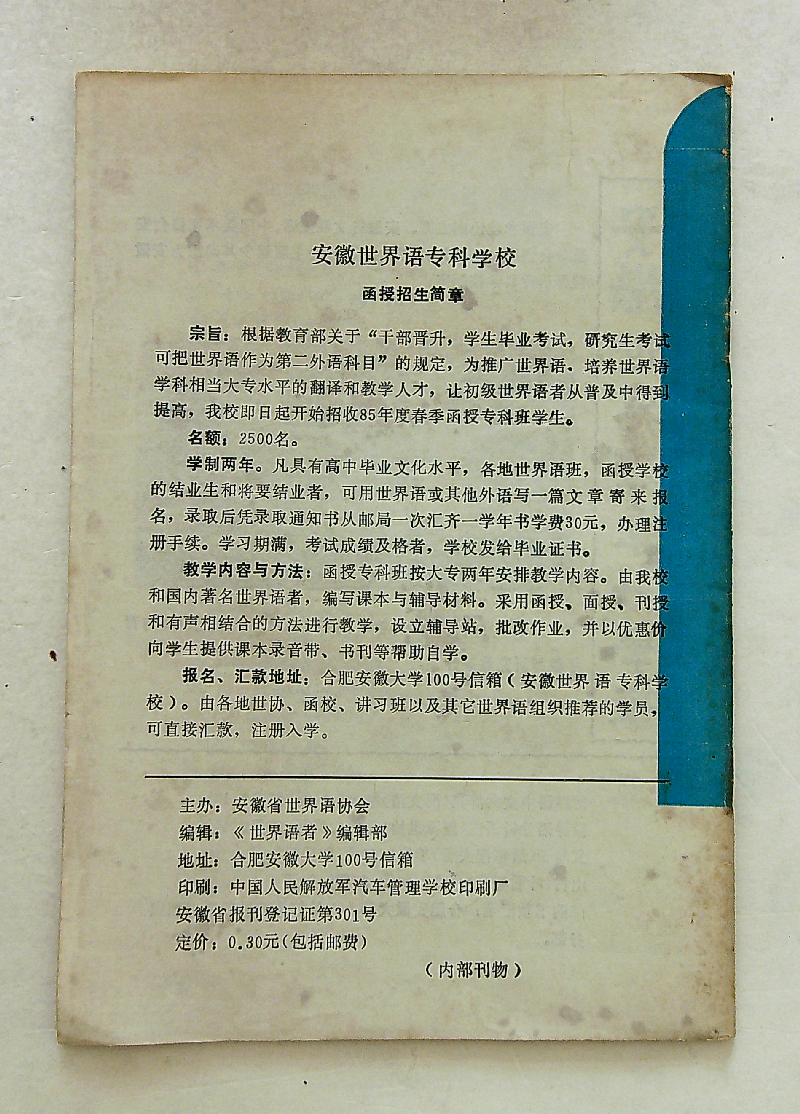 安徽世界语专科学校
函授招生简章
宗旨：根据教育部关于“干部晋升，学生毕业考试，研究生考试
可把世界语作为第二外语科目”的规定，为推广世界语．培养世界语
学科相当大专水平的翻译和教学人才，让初级世界语者从普及中得到
提高，我校即日起开始招收85年度春季函授专科班学生。
名额：2500名。
学制两年。凡具有高中毕业文化水平，各地世界语班，函授学校
的结业生和将要结业者，可用世界语或其他外语写一篇文章寄来报
名，录取后凭录取通知书从邮局一次汇齐一学年书学费30元，办理注
册手续。学习期满，考试成绩及格者，学校发给毕业证书。
教学内容与方法：函授专科班按大专两年安排教学内容。由我校
和国内著名世界语者，编写课本与辅导材料。采用函授、面授、刊授
和有声相结合的方法进行教学，设立辅导站，批改作业，并以优惠价
向学生提供课本录音带、书刊等帮助自学。
报名、汇款地址：合肥安徽大学100号信箱（安徽世界语专科学
校）。由各地世协、函校、讲习班以及其它世界语组织推荐的学员，
可直接汇款，注册入学。
主办：安徽省世界语协会
编辑：《世界语者》编辑部
地址：合肥安徽大学100号信箱
印刷：中国人民解放军汽车管理学校印刷厂
安徽省报刊登记证第301号
定价：0.30元（包括邮费）
（内部刊物）